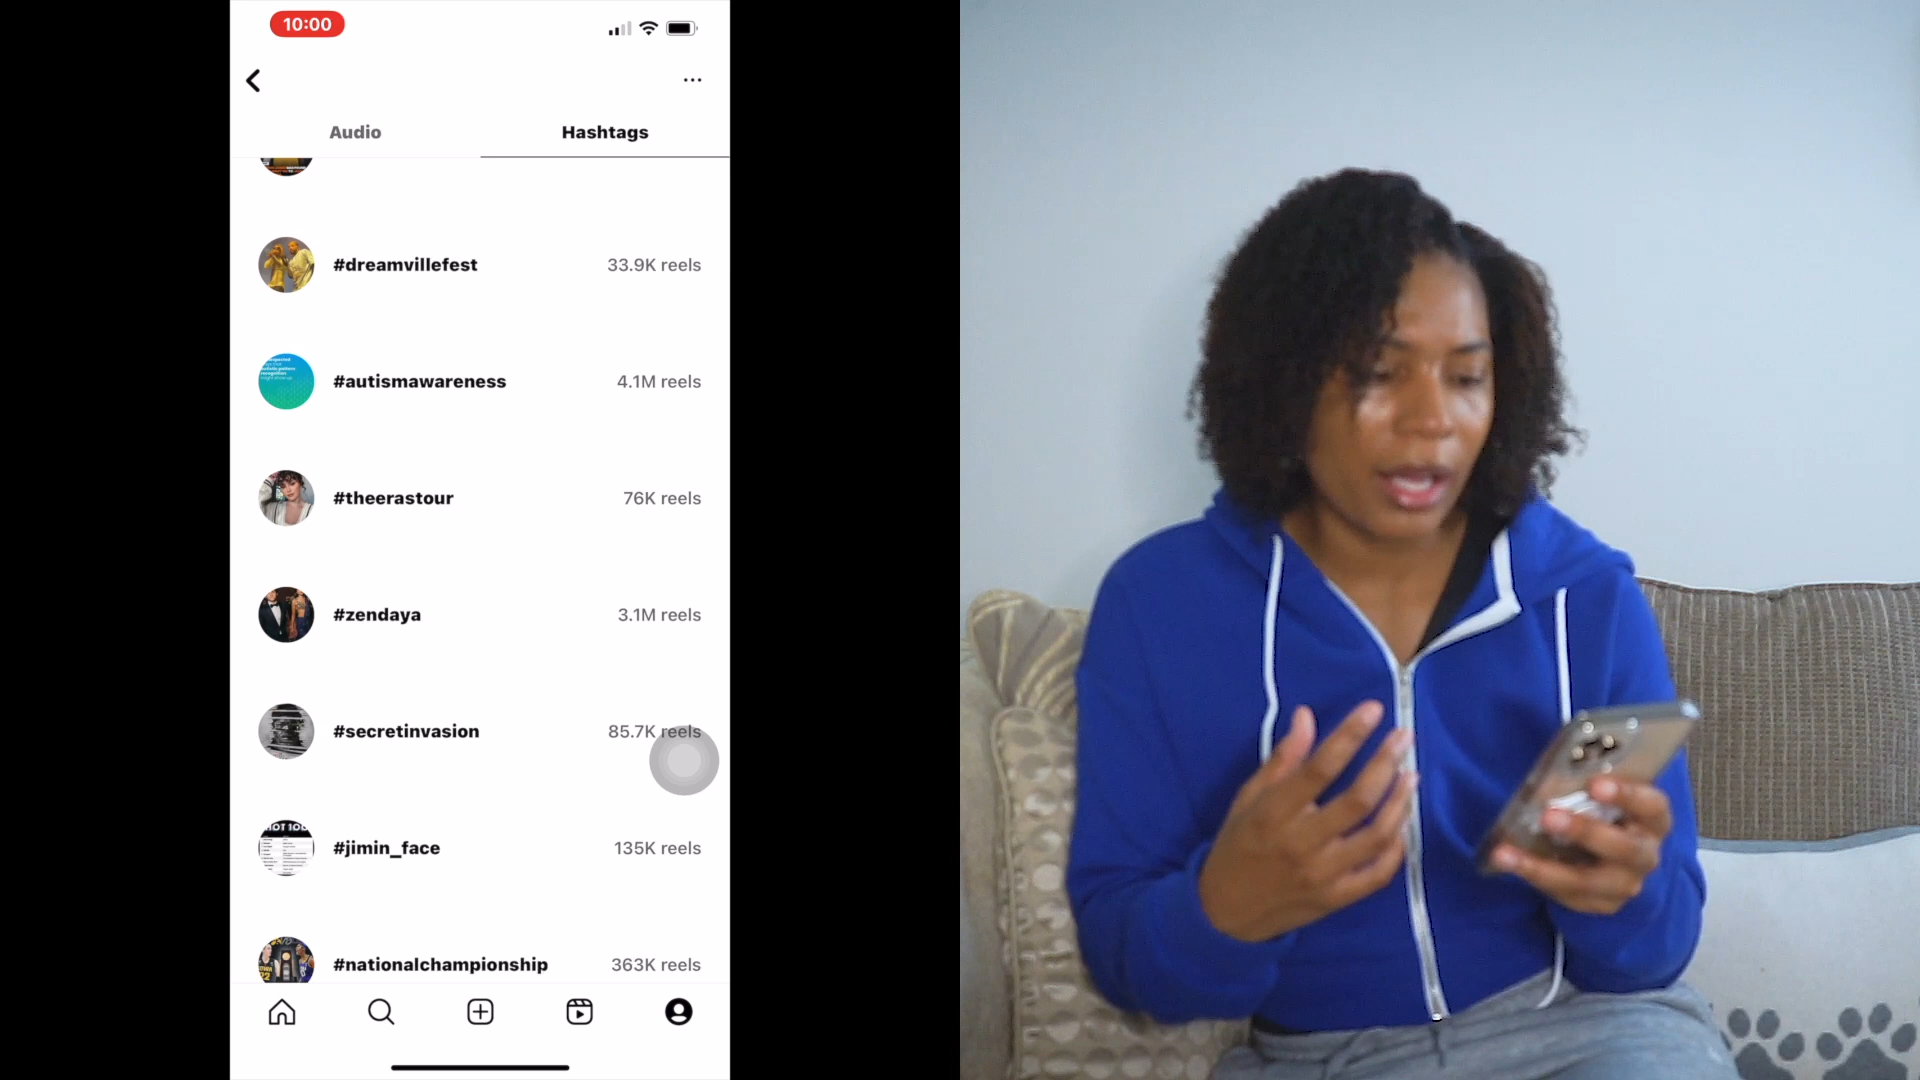 10:00
Audio Hashtags
#dreamvillefest 33.9K reels
#autismawareness 4.1M reels
#theerastour 76K reels
#zendaya 3.1M reels
#secretinvasion 85.7K reels
#jimin_face 135K reels
#nationalchampionship 363K reels